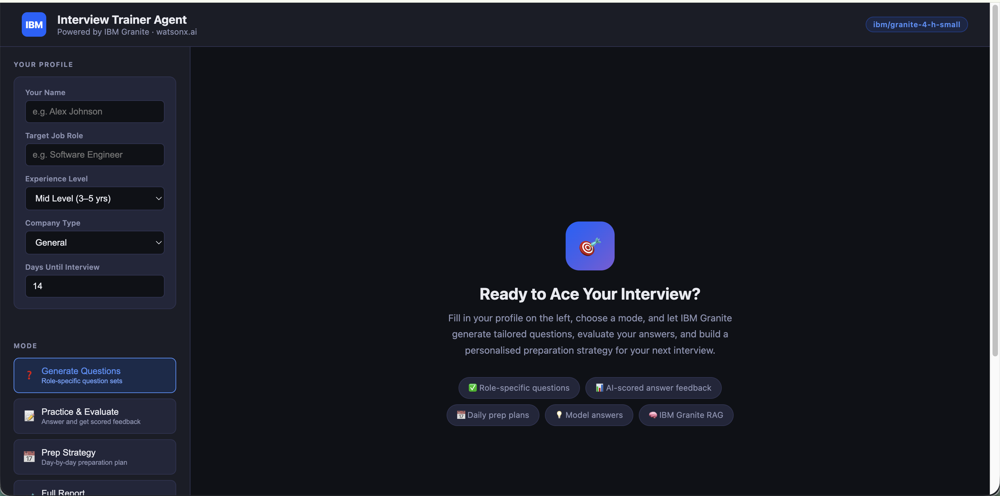 IBM
Interview Trainer Agent
Powered by IBM Granite · watsonx.ai
ibm/granite-4-h-small
YOUR PROFILE
Your Name
e.g. Alex Johnson
Target Job Role
e.g. Software Engineer
Experience Level
Mid Level (3–5 yrs)
Company Type
General
Days Until Interview
14
MODE
❓ Generate Questions
Role-specific question sets
📝 Practice & Evaluate
Answer and get scored feedback
📅 Prep Strategy
Day-by-day preparation plan
Full Report
🎯
Ready to Ace Your Interview?
Fill in your profile on the left, choose a mode, and let IBM Granite
generate tailored questions, evaluate your answers, and build a
personalised preparation strategy for your next interview.
✅ Role-specific questions
📊 AI-scored answer feedback
📅 Daily prep plans
💡 Model answers
🧠 IBM Granite RAG